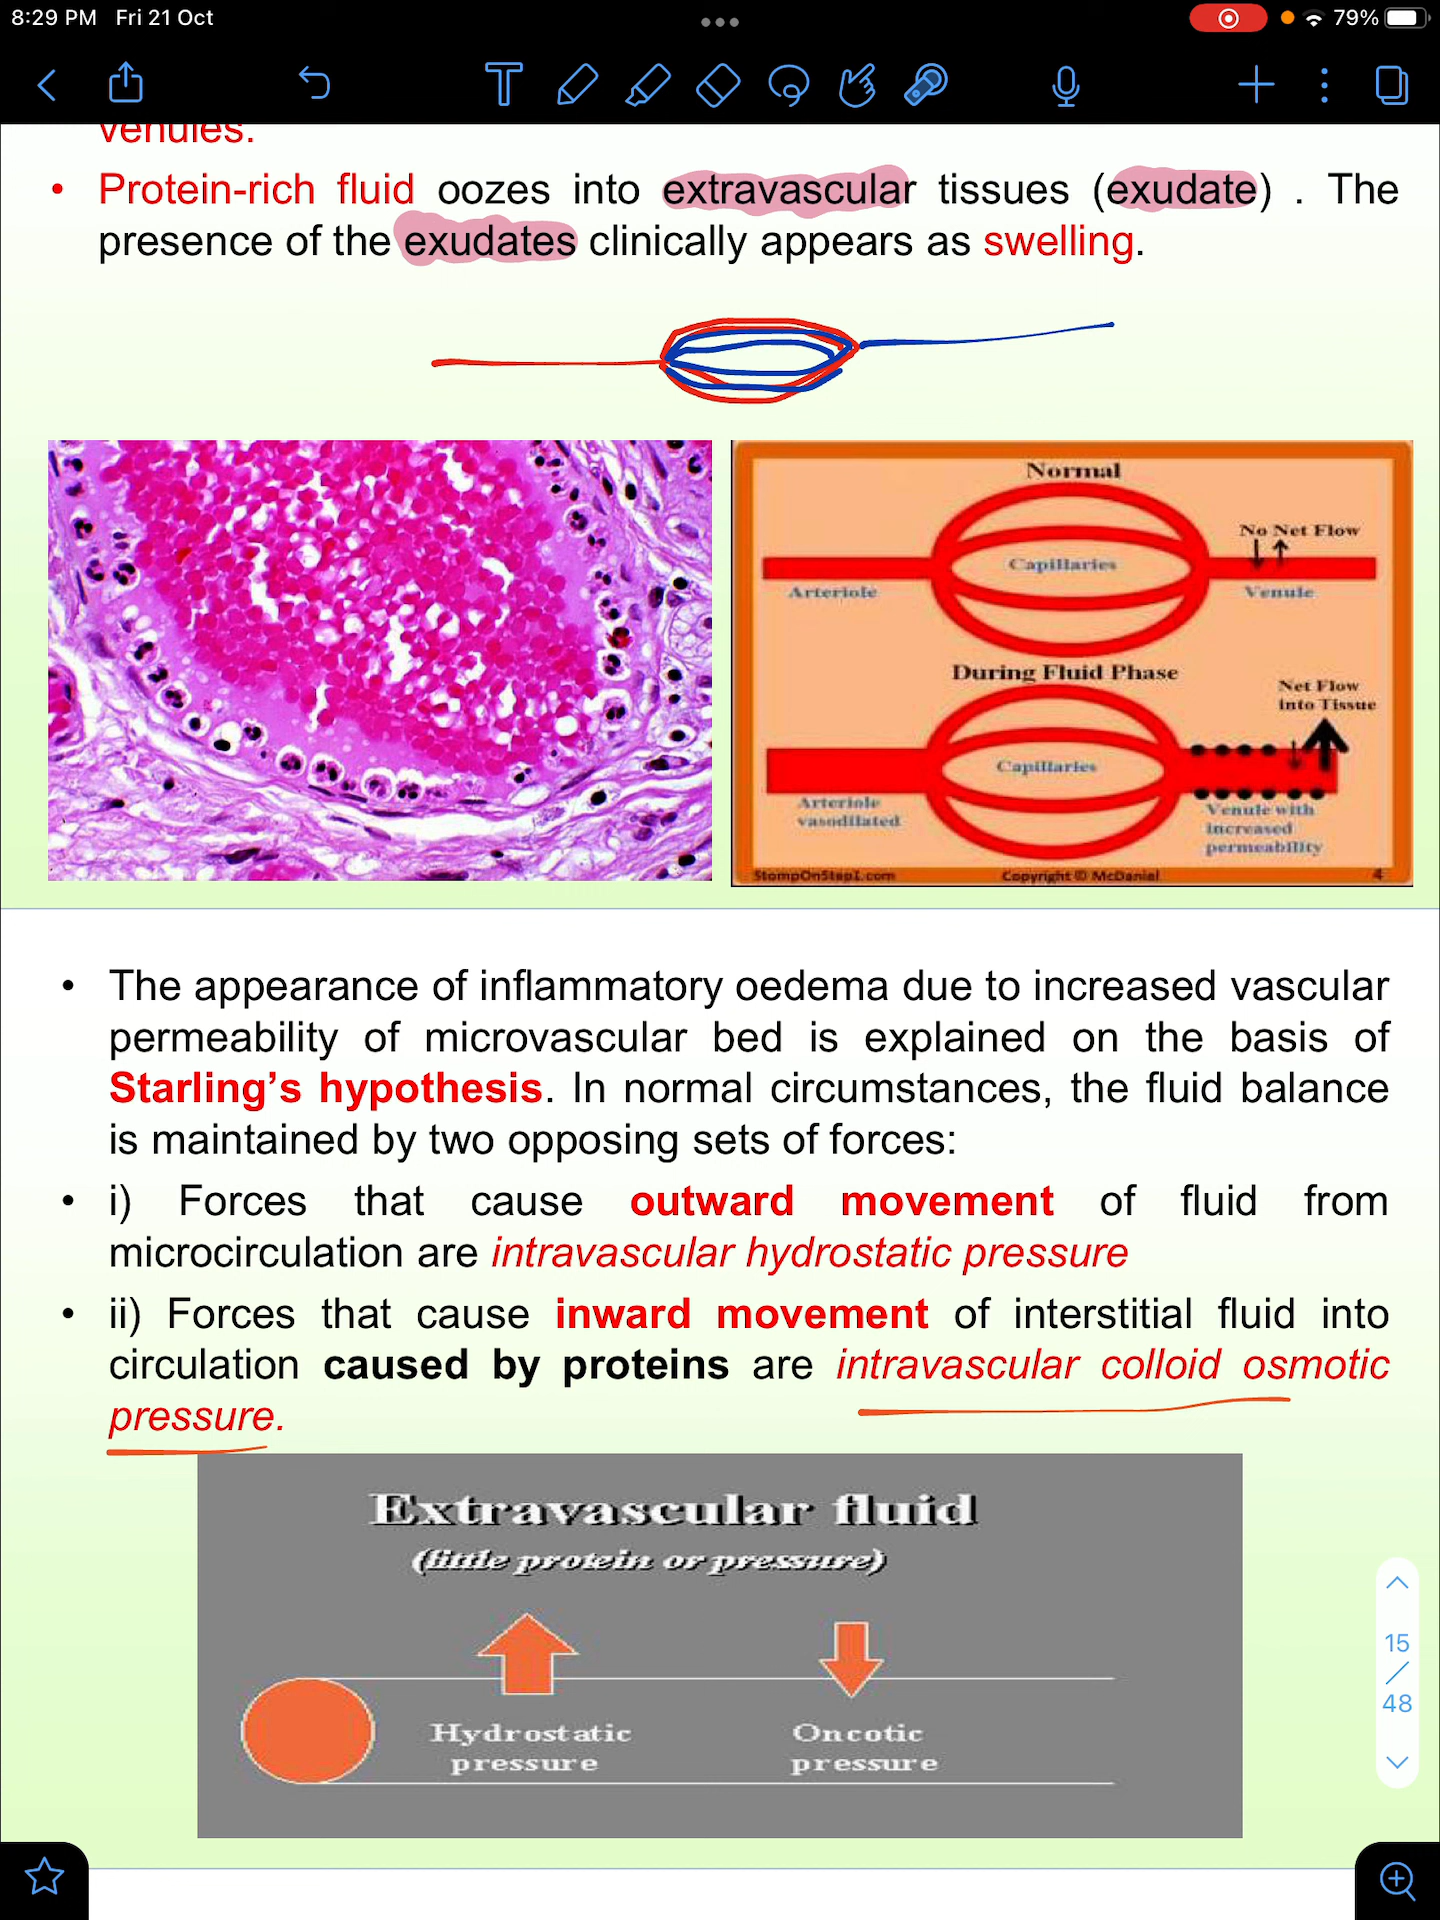 8:29 PM Fri 21 Oct
79%
venules.
• Protein-rich fluid oozes into extravascular tissues (exudate) . The
presence of the exudates clinically appears as swelling.
Normal
No Net Flow
Capillaries
Arteriole
Venule
During Fluid Phase
Net Flow
Into Tissue
Capillaries
Arteriole
vasodilated
Venule with
increased
permeability
StompOnStep1.com
Copyright © McDaniel
4
• The appearance of inflammatory oedema due to increased vascular
permeability of microvascular bed is explained on the basis of
Starling’s hypothesis. In normal circumstances, the fluid balance
is maintained by two opposing sets of forces:
• i) Forces that cause outward movement of fluid from
microcirculation are intravascular hydrostatic pressure
• ii) Forces that cause inward movement of interstitial fluid into
circulation caused by proteins are intravascular colloid osmotic
pressure.
Extravascular fluid
(little protein or pressure)
Hydrostatic
pressure
Oncotic
pressure
15
/
48